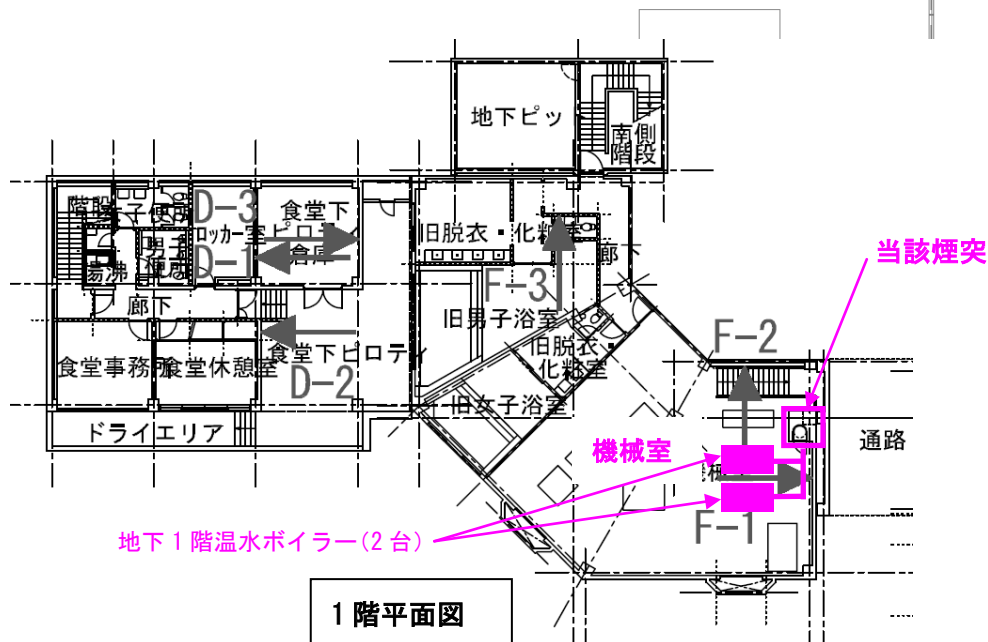 地下ピッ
南側
階段
階段
女子便所
D-3
食堂下
ロッカー室
ピロティ
倉庫
男子
便所
D-1
湯沸
旧脱衣・化粧室
廊下
当該煙突
F-3
廊下
旧男子浴室
F-2
食堂事務所
食堂休憩室
食堂下ピロティ
D-2
旧脱衣・
化粧室
旧女子浴室
ドライエリア
機械室
通路
F-1
地下1階温水ボイラー(2台)
1階平面図